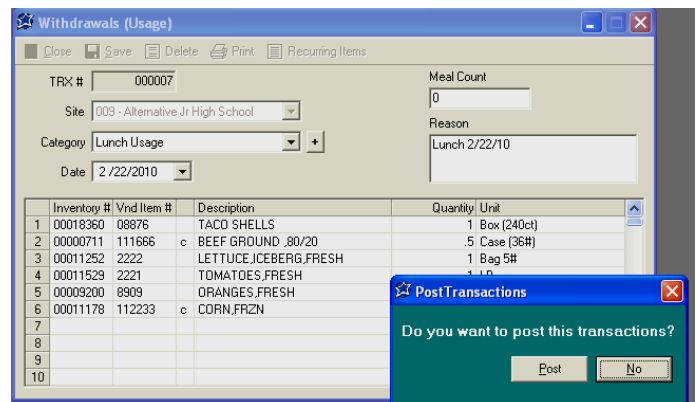 Withdrawals (Usage)
Close Save Delete Print Recurring Items
TRX # 000007
Meal Count
0
Site 009 - Alternative Jr High School
Reason
Lunch 2/22/10
Category Lunch Usage +
Date 2 /22/2010
Inventory # Vnd Item # Description Quantity Unit
1 00018360 08876 TACO SHELLS 1 Box (240ct)
2 00000711 111666 c BEEF GROUND ,80/20 .5 Case (36#)
3 00011252 2222 LETTUCE,ICEBERG,FRESH 1 Bag 5#
4 00011529 2221 TOMATOES,FRESH
5 00009200 8909 ORANGES,FRESH
6 00011178 112233 c CORN,FRZN
7
8
9
10
PostTransactions
Do you want to post this transactions?
Post No